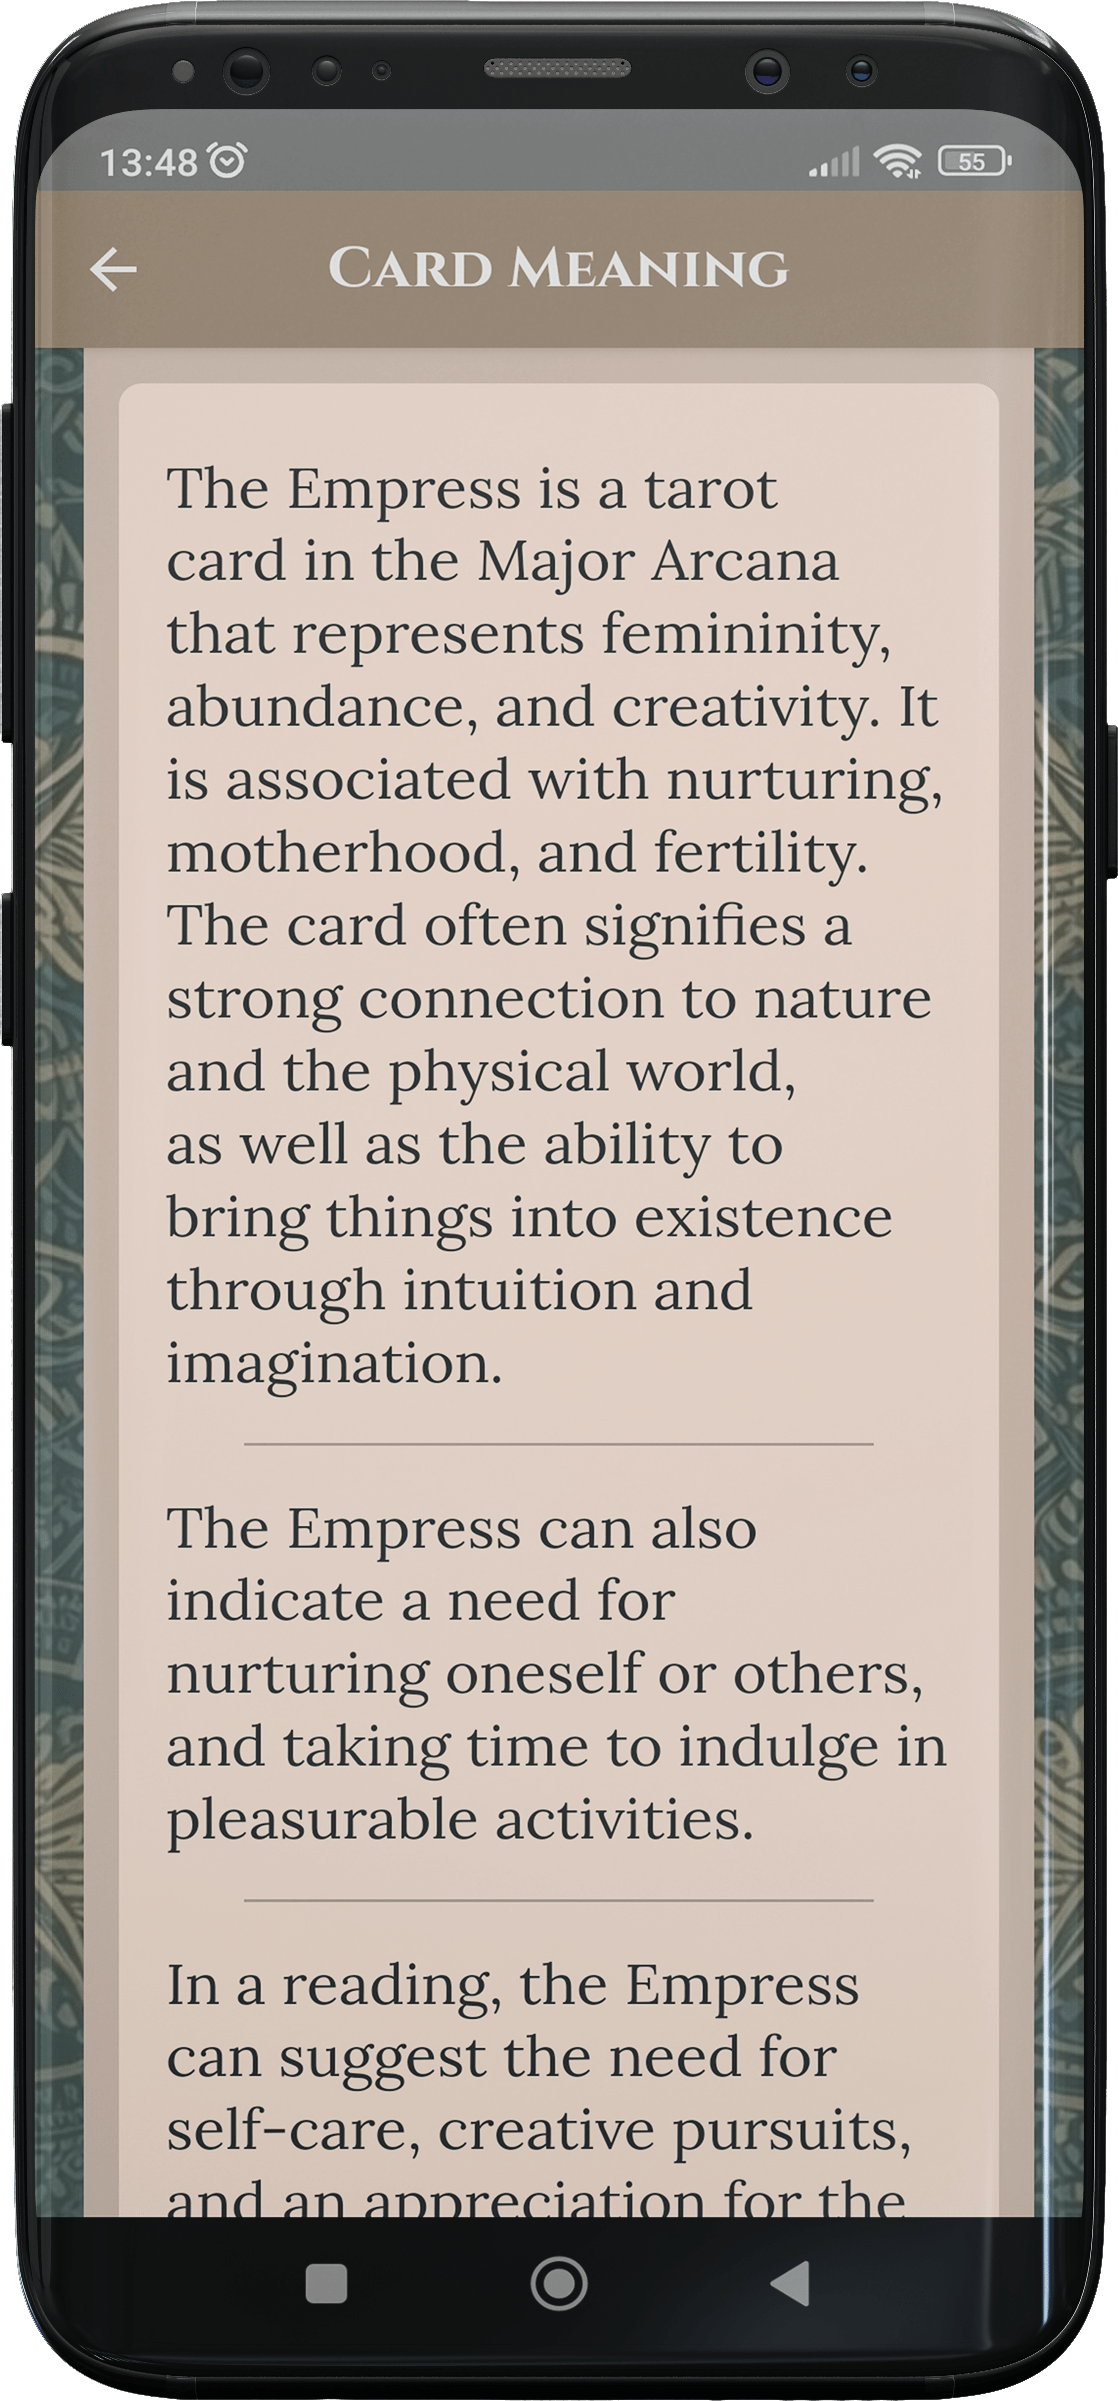 13:48
55
Card Meaning
The Empress is a tarot
card in the Major Arcana
that represents femininity,
abundance, and creativity. It
is associated with nurturing,
motherhood, and fertility.
The card often signifies a
strong connection to nature
and the physical world,
as well as the ability to
bring things into existence
through intuition and
imagination.
The Empress can also
indicate a need for
nurturing oneself or others,
and taking time to indulge in
pleasurable activities.
In a reading, the Empress
can suggest the need for
self-care, creative pursuits,
and an appreciation for the